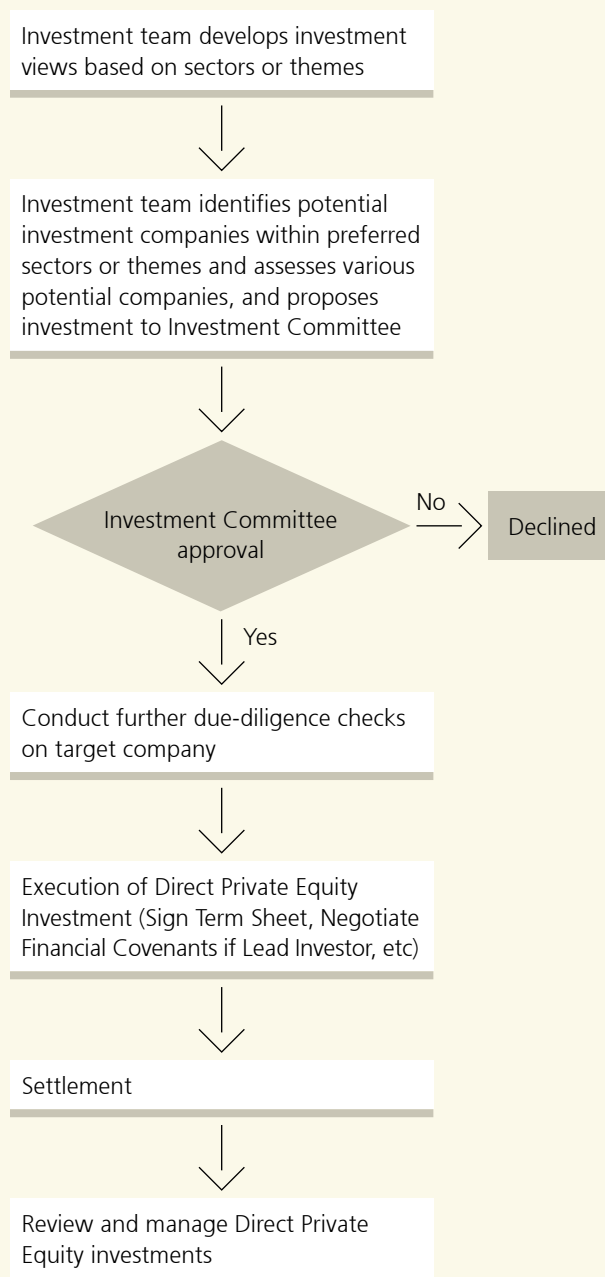 Investment team develops investment
views based on sectors or themes
Investment team identifies potential
investment companies within preferred
sectors or themes and assesses various
potential companies, and proposes
investment to Investment Committee
Investment Committee
approval
No
Declined
Yes
Conduct further due-diligence checks
on target company
Execution of Direct Private Equity
Investment (Sign Term Sheet, Negotiate
Financial Covenants if Lead Investor, etc)
Settlement
Review and manage Direct Private
Equity investments